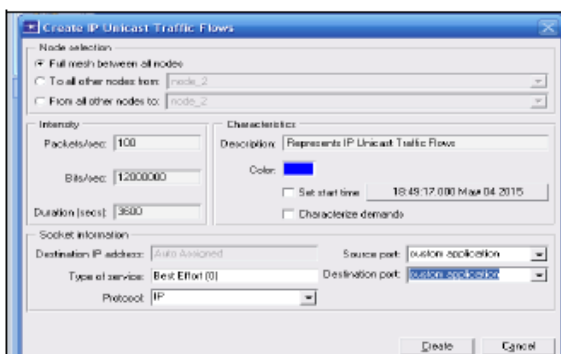 Create IP Unicast Traffic Flows
Node selection
Full mesh between all nodes
To all other nodes from: node_2
From all other nodes to: node_2
Intensity
Packets/sec: 100
Bits/sec: 12000000
Duration (secs): 3600
Characteristics
Description: Represents IP Unicast Traffic Flows
Color:
Set start time 18:49:17.000 May 04 2015
Characterize demands
Socket information
Destination IP address: Auto Assigned
Type of service: Best Effort (0)
Protocol: IP
Source port: custom application
Destination port: custom application
Create Cancel